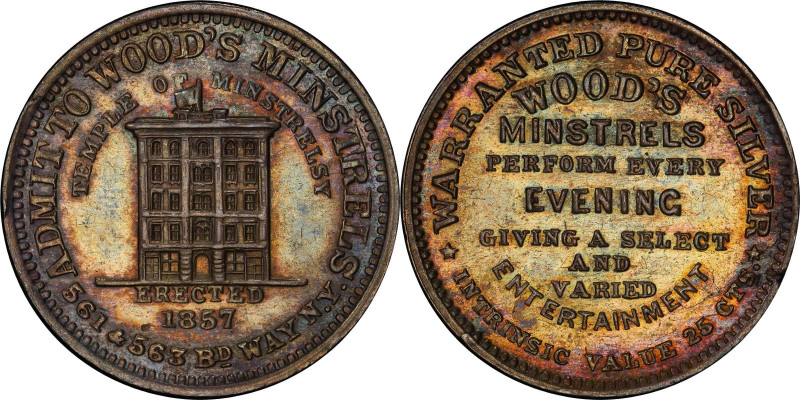 ADMIT TO WOOD'S MINSTRELS.
TEMPLE OF MINSTRELSY
ERECTED
1857
561 & 563 BD WAY N.Y.
WARRANTED PURE SILVER
WOOD'S
MINSTRELS
PERFORM EVERY
EVENING
GIVING A SELECT
AND
VARIED
ENTERTAINMENT
INTRINSIC VALUE 25 CTS.